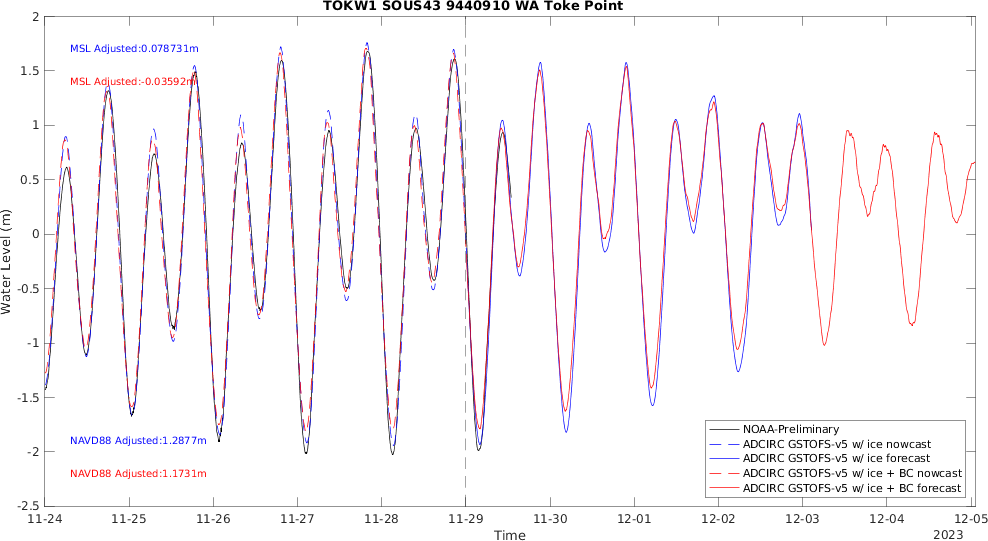 TOKW1 SOUS43 9440910 WA Toke Point
MSL Adjusted:0.078731m
MSL Adjusted:-0.03592m
NAVD88 Adjusted:1.2877m
NAVD88 Adjusted:1.1731m
Water Level (m)
2
1.5
1
0.5
0
-0.5
-1
-1.5
-2
-2.5
NOAA-Preliminary
ADCIRC GSTOFS-v5 w/ ice nowcast
ADCIRC GSTOFS-v5 w/ ice forecast
ADCIRC GSTOFS-v5 w/ ice + BC nowcast
ADCIRC GSTOFS-v5 w/ ice + BC forecast
11-24 11-25 11-26 11-27 11-28 11-29 11-30 12-01 12-02 12-03 12-04 12-05
Time
2023